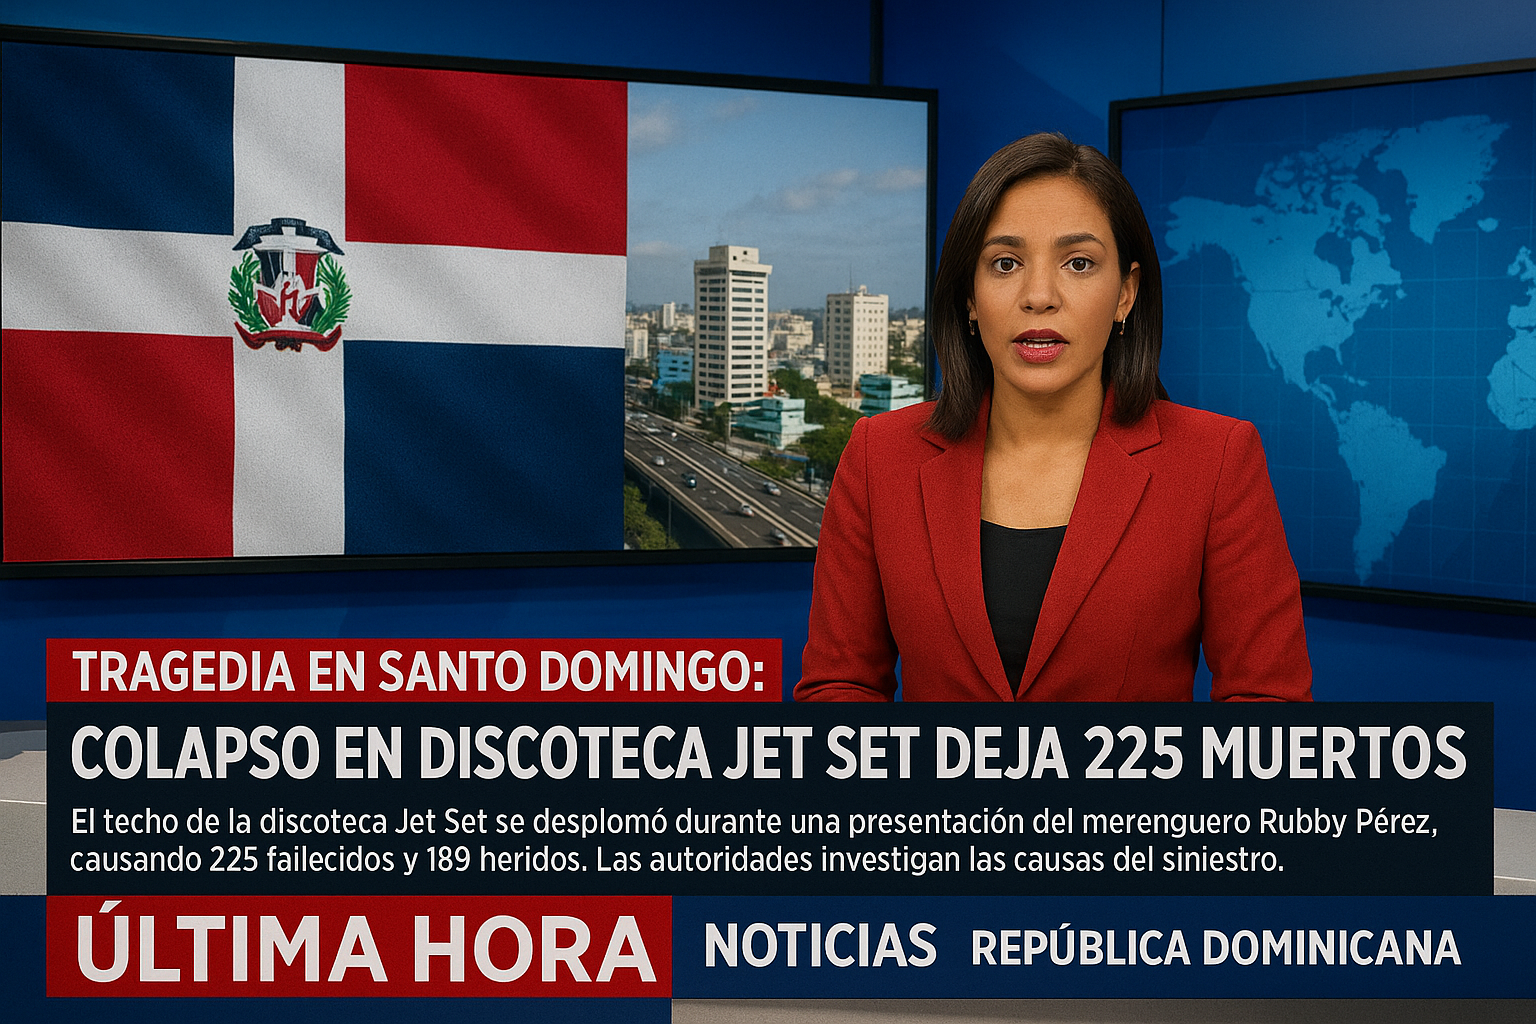 TRAGEDIA EN SANTO DOMINGO:
COLAPSO EN DISCOTECA JET SET DEJA 225 MUERTOS
El techo de la discoteca Jet Set se desplomó durante una presentación del merenguero Rubby Pérez,
causando 225 failecidos y 189 heridos. Las autoridades investigan las causas del siniestro.
ÚLTIMA HORA
NOTICIAS
REPÚBLICA DOMINICANA